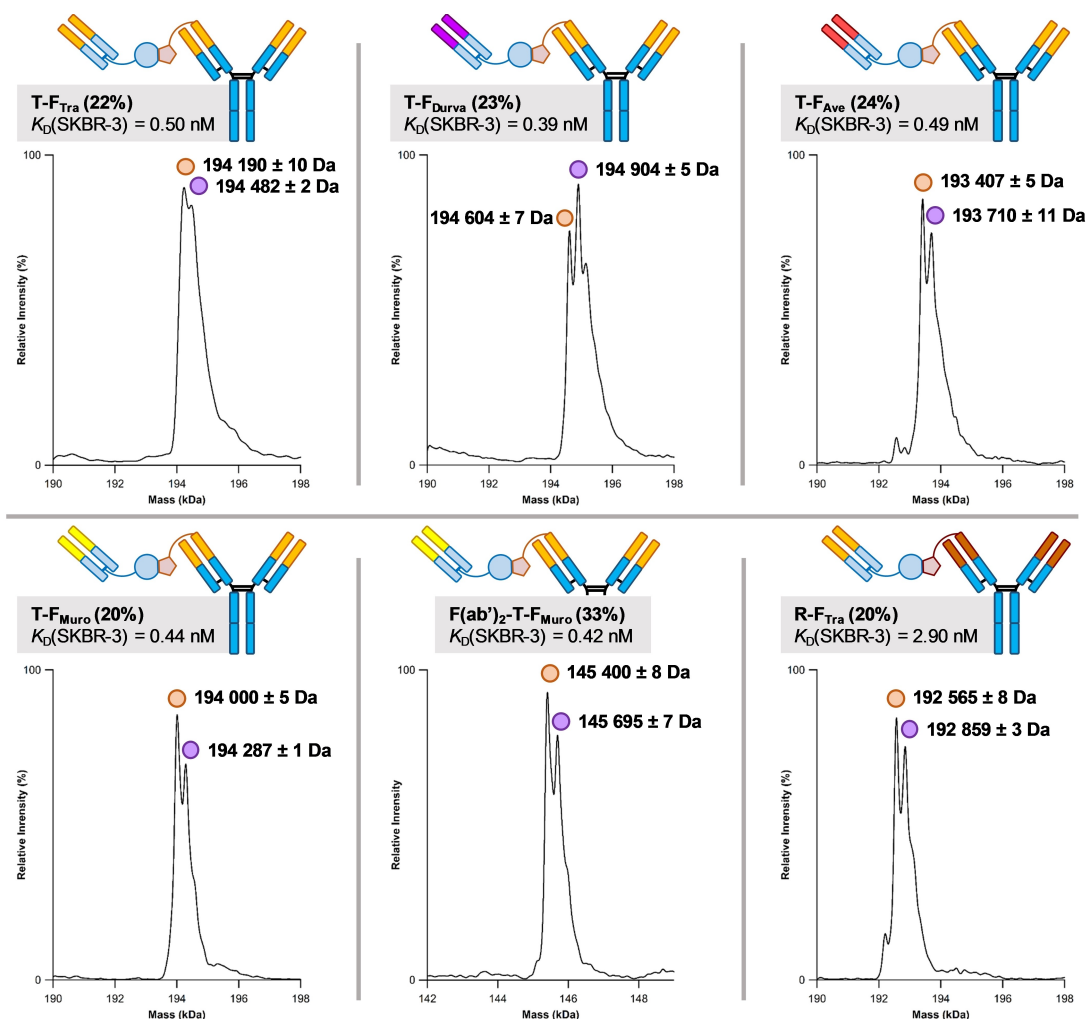 T-FTra (22%)
KD(SKBR-3) = 0.50 nM
100
194 190 ± 10 Da
194 482 ± 2 Da
Relative Inrensity (%)
0
190 192 194 196 198
Mass (kDa)
T-FDurva (23%)
KD(SKBR-3) = 0.39 nM
100
194 904 ± 5 Da
194 604 ± 7 Da
Relative Inrensity (%)
0
190 192 194 196 198
Mass (kDa)
T-FAve (24%)
KD(SKBR-3) = 0.49 nM
100
193 407 ± 5 Da
193 710 ± 11 Da
Relative Inrensity (%)
0
190 192 194 196 198
Mass (kDa)
T-FMuro (20%)
KD(SKBR-3) = 0.44 nM
100
194 000 ± 5 Da
194 287 ± 1 Da
Relative Inrensity (%)
0
190 192 194 196 198
Mass (kDa)
F(ab')2-T-FMuro (33%)
KD(SKBR-3) = 0.42 nM
100
145 400 ± 8 Da
145 695 ± 7 Da
Relative Inrensity
0
142 144 146 148
Mass (kDa)
R-FTra (20%)
KD(SKBR-3) = 2.90 nM
100
192 565 ± 8 Da
192 859 ± 3 Da
Relative Inrensity (%)
0
190 192 194 196 198
Mass (kDa)